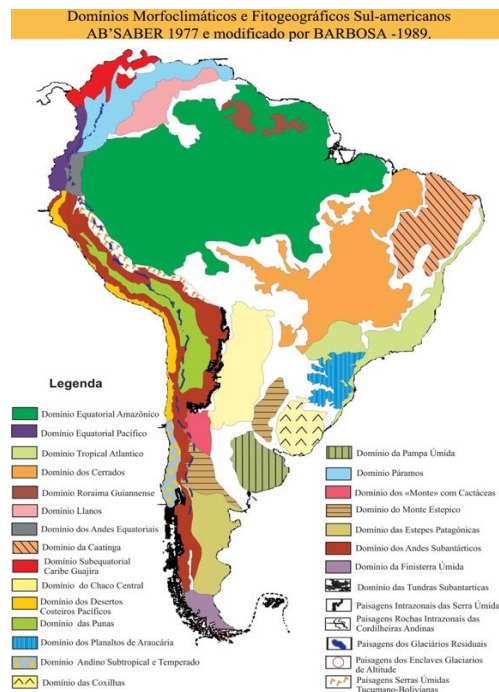 Domínios Morfoclimáticos e Fitogeográficos Sul-americanos
AB'SABER 1977 e modificado por BARBOSA -1989.
Legenda
Domínio Equatorial Amazônico
Domínio Equatorial Pacífico
Domínio Tropical Atlantico
Domínio dos Cerrados
Domínio Roraima Guiannense
Domínio Llanos
Domínio dos Andes Equatoriais
Domínio da Caatinga
Domínio Subequatorial
Caribe Guajira
Domínio do Chaco Central
Domínio dos Desertos
Costeiros Pacíficos
Domínio das Punas
Domínio dos Planaltos de Araucária
Domínio Andino Subtropical e Temperado
Domínio das Coxilhas
Domínio da Pampa Úmida
Domínio Páramos
Domínio dos «Monte» com Cactáceas
Domínio do Monte Estepico
Domínio das Estepes Patagónicas
Domínio dos Andes Subantárticos
Domínio da Finisterra Úmida
Domínio das Tundras Subantarticas
Paisagens Intrazonais das Serra Úmida
Paisagens Rochas Intrazonais das
Cordilheiras Andinas
Paisagens dos Glaciários Residuais
Paisagens dos Enclaves Glaciarios
de Altitude
Paisagens Serras Úmidas
Tucumano-Bolivianas